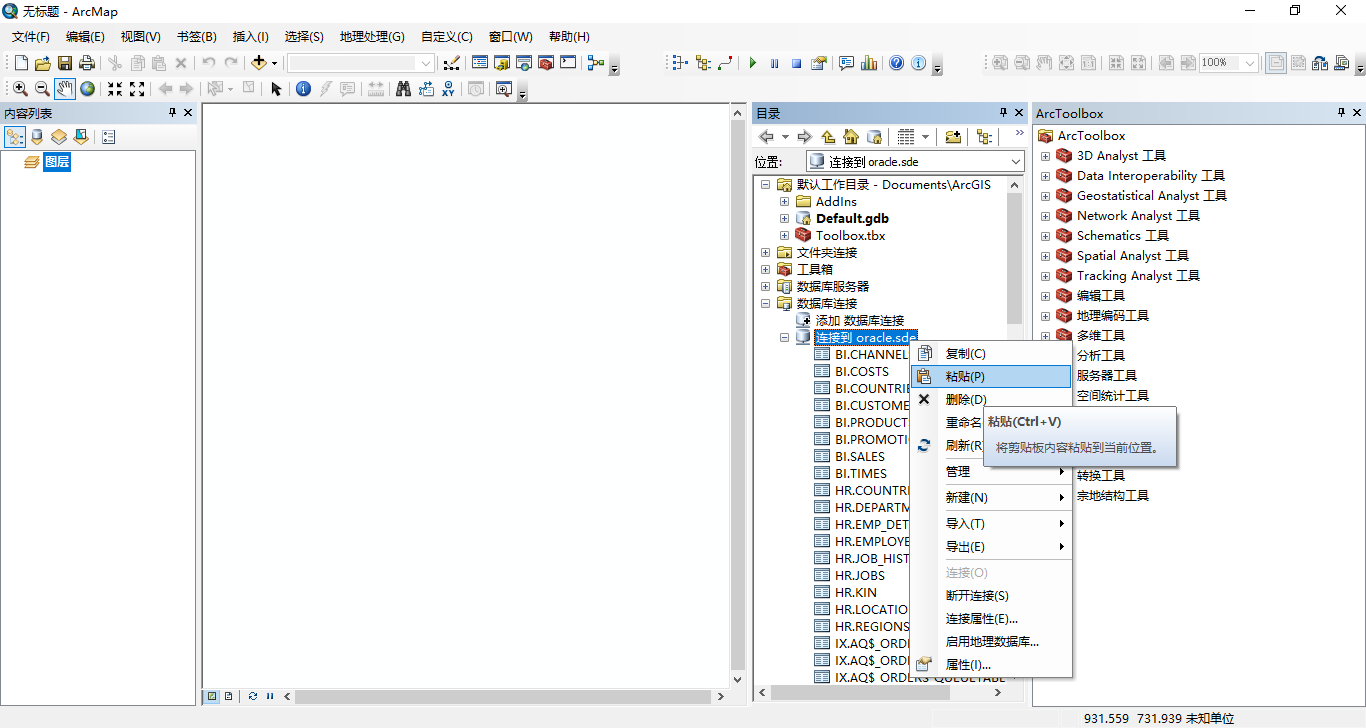 无标题 - ArcMap
文件(F) 编辑(E) 视图(V) 书签(B) 插入(I) 选择(S) 地理处理(G) 自定义(C) 窗口(W) 帮助(H)
100%
内容列表
图层
目录
位置: 连接到 oracle.sde
默认工作目录 - Documents\ArcGIS
AddIns
Default.gdb
Toolbox.tbx
文件夹连接
工具箱
数据库服务器
数据库连接
添加 数据库连接
连接到 oracle.sde
BI.CHANNEL
BI.COSTS
BI.COUNTRIE
BI.CUSTOME
BI.PRODUCT
BI.PROMOTI
BI.SALES
BI.TIMES
HR.COUNTR
HR.DEPARTM
HR.EMP_DET
HR.EMPLOYE
HR.JOB_HIST
HR.JOBS
HR.KIN
HR.LOCATIO
HR.REGIONS
IX.AQ$_ORD
IX.AQ$_ORD
IX.AQ$_ORDERS_QUEUETABLE
复制(C)
粘贴(P)
删除(D)
重命名
刷新(R
管理
新建(N)
导入(T)
导出(E)
连接(O)
断开连接(S)
连接属性(E)...
启用地理数据库...
属性(I)...
粘贴(Ctrl+V)
将剪贴板内容粘贴到当前位置。
ArcToolbox
ArcToolbox
3D Analyst 工具
Data Interoperability 工具
Geostatistical Analyst 工具
Network Analyst 工具
Schematics 工具
Spatial Analyst 工具
Tracking Analyst 工具
编辑工具
地理编码工具
多维工具
分析工具
服务器工具
空间统计工具
转换工具
宗地结构工具
931.559 731.939 未知单位